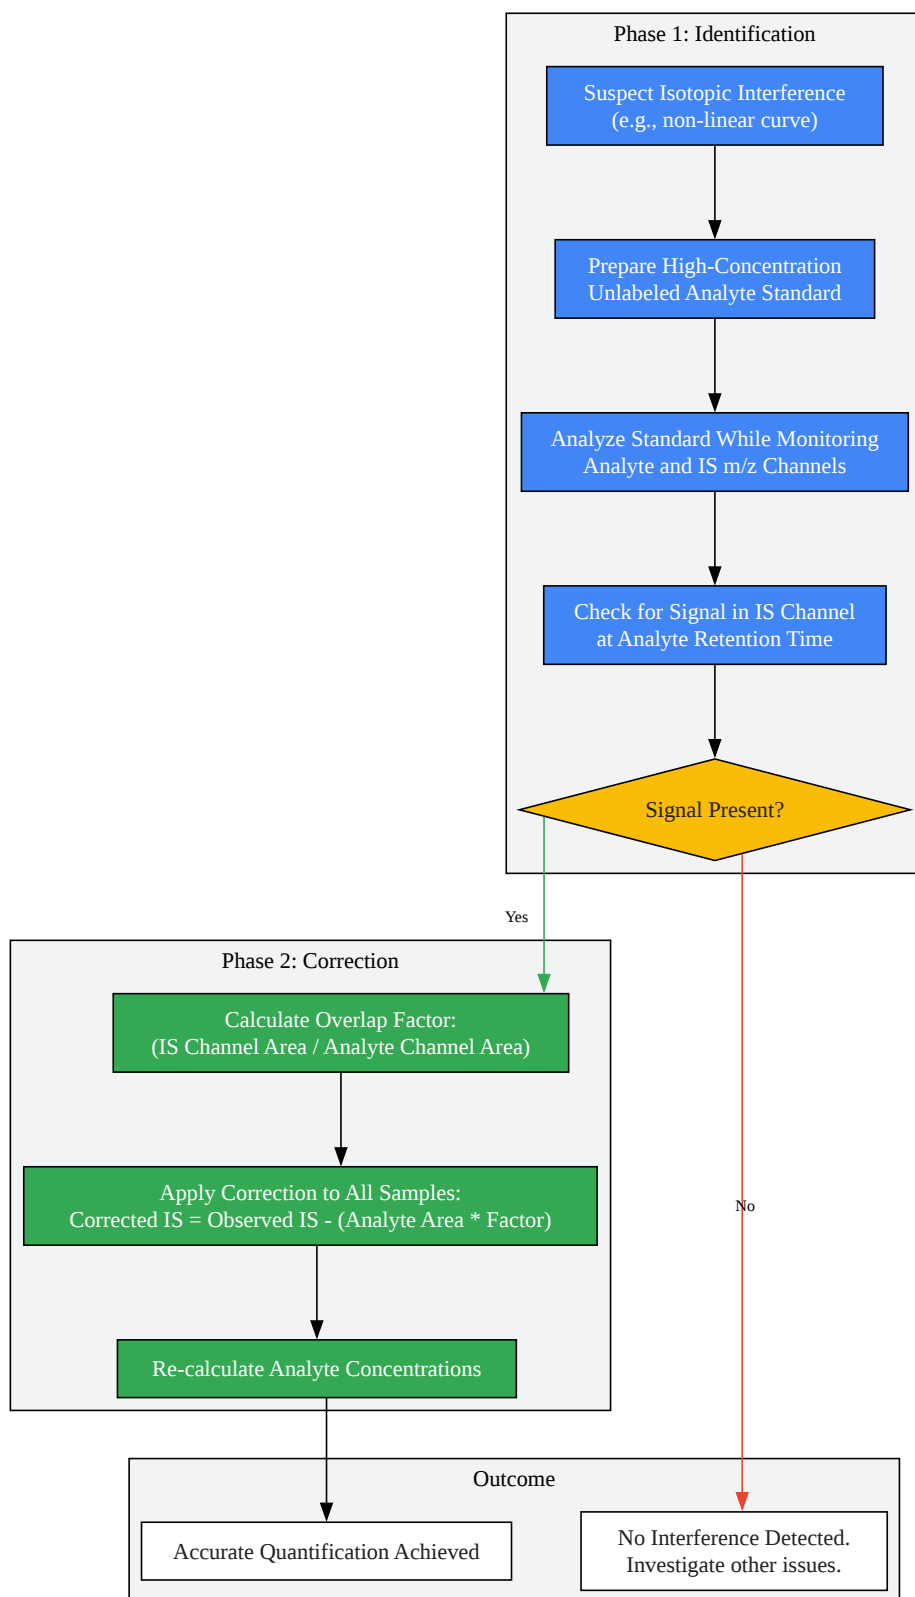 Phase 1: Identification
Suspect Isotopic Interference
(e.g., non-linear curve)
Prepare High-Concentration
Unlabeled Analyte Standard
Analyze Standard While Monitoring
Analyte and IS m/z Channels
Check for Signal in IS Channel
at Analyte Retention Time
Signal Present?
Yes
Phase 2: Correction
Calculate Overlap Factor:
(IS Channel Area / Analyte Channel Area)
Apply Correction to All Samples:
Corrected IS = Observed IS - (Analyte Area * Factor)
No
Re-calculate Analyte Concentrations
Outcome
Accurate Quantification Achieved
No Interference Detected.
Investigate other issues.